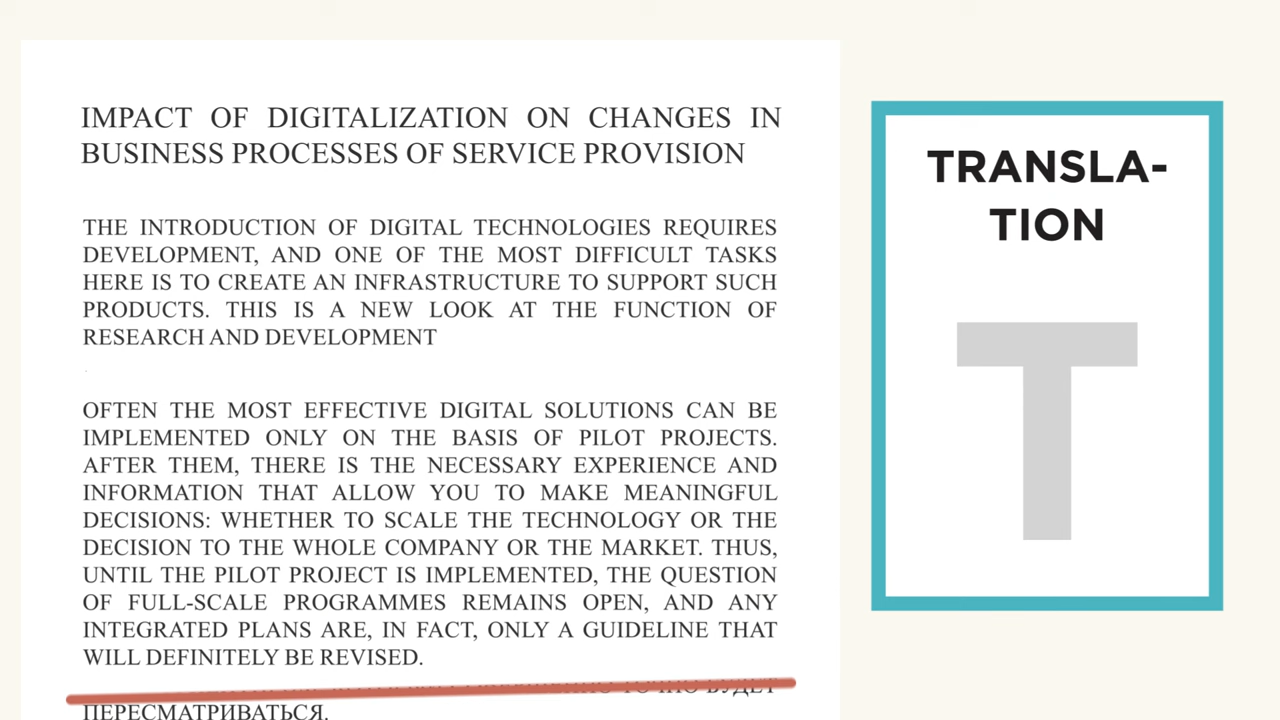 IMPACT OF DIGITALIZATION ON CHANGES IN
BUSINESS PROCESSES OF SERVICE PROVISION
THE INTRODUCTION OF DIGITAL TECHNOLOGIES REQUIRES
DEVELOPMENT, AND ONE OF THE MOST DIFFICULT TASKS
HERE IS TO CREATE AN INFRASTRUCTURE TO SUPPORT SUCH
PRODUCTS. THIS IS A NEW LOOK AT THE FUNCTION OF
RESEARCH AND DEVELOPMENT
OFTEN THE MOST EFFECTIVE DIGITAL SOLUTIONS CAN BE
IMPLEMENTED ONLY ON THE BASIS OF PILOT PROJECTS.
AFTER THEM, THERE IS THE NECESSARY EXPERIENCE AND
INFORMATION THAT ALLOW YOU TO MAKE MEANINGFUL
DECISIONS: WHETHER TO SCALE THE TECHNOLOGY OR THE
DECISION TO THE WHOLE COMPANY OR THE MARKET. THUS,
UNTIL THE PILOT PROJECT IS IMPLEMENTED, THE QUESTION
OF FULL-SCALE PROGRAMMES REMAINS OPEN, AND ANY
INTEGRATED PLANS ARE, IN FACT, ONLY A GUIDELINE THAT
WILL DEFINITELY BE REVISED.
ТОЧНО БУДЕТ
ПЕРЕСМАТРИВАТЬСЯ.
TRANSLA-
TION
T